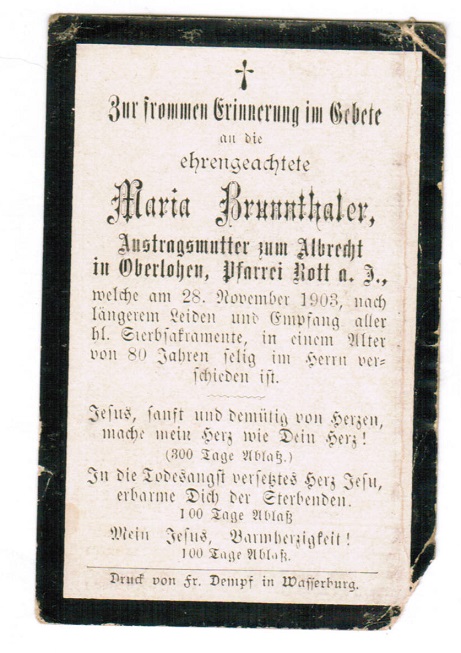 Zur frommen Erinnerung im Gebete
an die
ehrengeachtete
Maria Brunnthaler,
Austragsmutter zum Albrecht
in Oberlohen, Pfarrei Rott a. J.,
welche am 28. November 1903, nach
längerem Leiden und Empfang aller
hl. Sterbsakramente, in einem Alter
von 80 Jahren selig im Herrn ver=
schieden ist.
Jesus, sanft und demütig von Herzen,
mache mein Herz wie Dein Herz!
(300 Tage Ablaß.)
In die Todesangst versetztes Herz Jesu,
erbarme Dich der Sterbenden.
100 Tage Ablaß
Mein Jesus, Barmherzigkeit!
100 Tage Ablaß.
Druck von Fr. Dempf in Wasserburg.